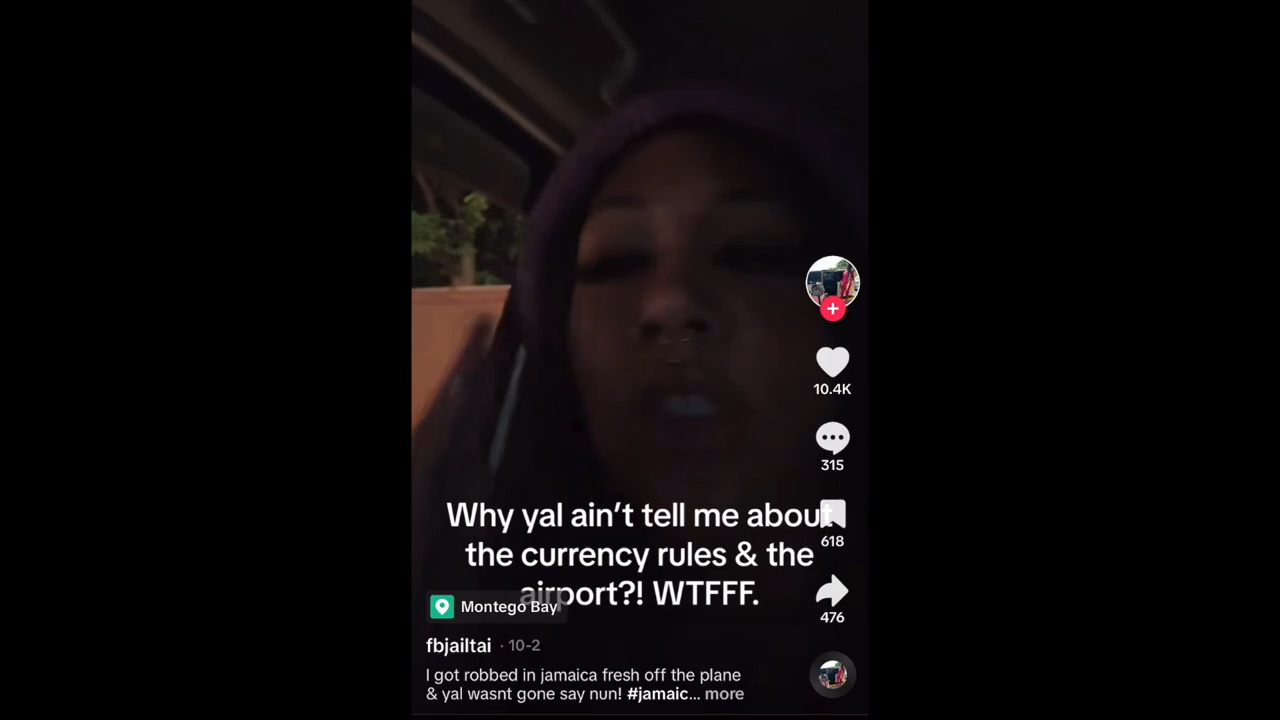 10.4K
315
Why yal ain't tell me about
the currency rules & the
airport?! WTFFF.
618
Montego Bay
476
fbjailtai · 10-2
I got robbed in jamaica fresh off the plane
& yal wasnt gone say nun! #jamaic... more